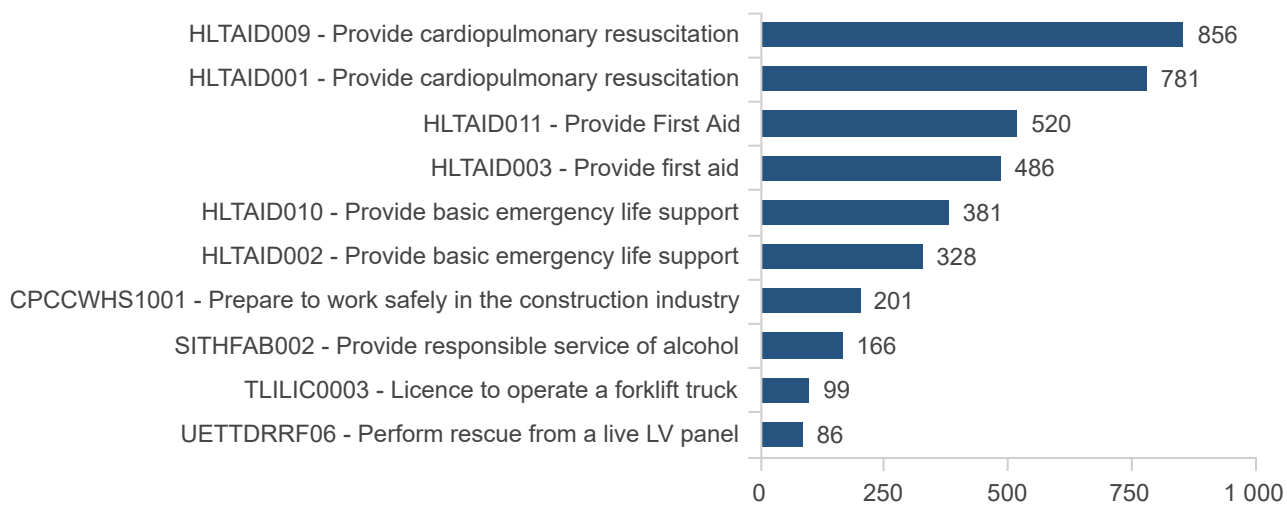 HLTAID009 - Provide cardiopulmonary resuscitation 856
HLTAID001 - Provide cardiopulmonary resuscitation 781
HLTAID011 - Provide First Aid 520
HLTAID003 - Provide first aid 486
HLTAID010 - Provide basic emergency life support 381
HLTAID002 - Provide basic emergency life support 328
CPCCWHS1001 - Prepare to work safely in the construction industry 201
SITHFAB002 - Provide responsible service of alcohol 166
TLILIC0003 - Licence to operate a forklift truck 99
UETTDRRF06 - Perform rescue from a live LV panel 86
0 250 500 750 1 000